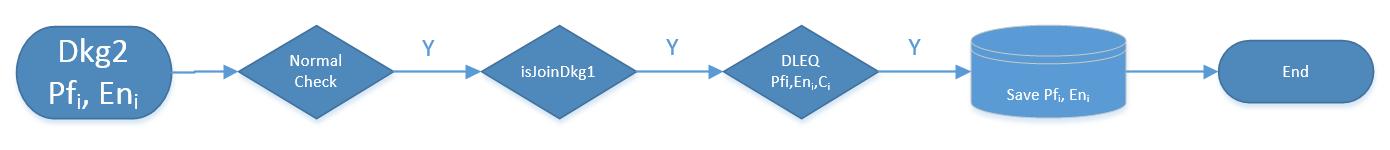 Dkg2
Pfᵢ, Enᵢ
Normal
Check
Y
isJoinDkg1
Y
DLEQ
Pfi,Enᵢ,Cᵢ
Y
Save Pfᵢ, Enᵢ
End